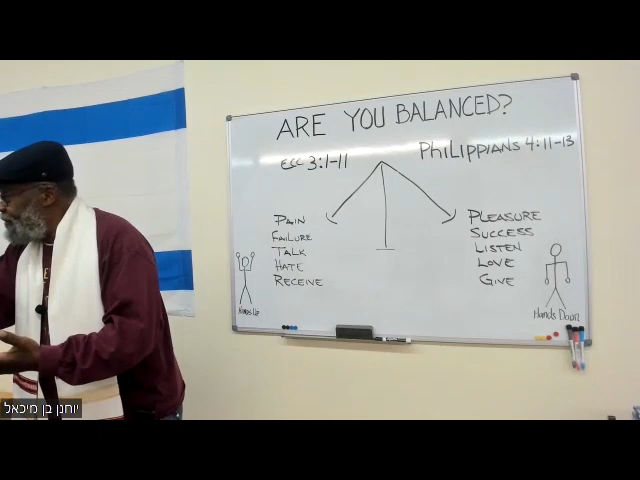 ARE YOU BALANCED?
ECC 3:1-11
PHILIPPIANS 4:11-13
PAIN
FAILURE
TALK
HATE
RECEIVE
PLEASURE
SUCCESS
LISTEN
LOVE
GIVE
Hands Up
Hands Down
יוחנן בן מיכאל